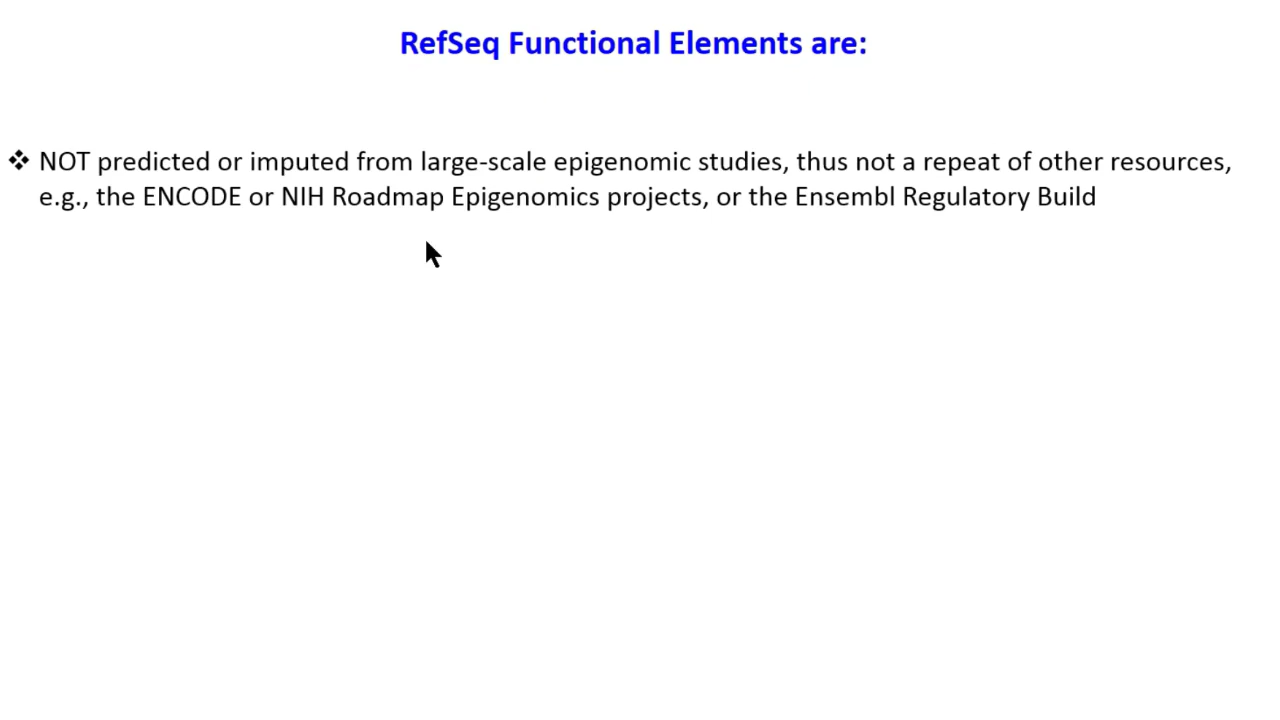 RefSeq Functional Elements are:
❖ NOT predicted or imputed from large-scale epigenomic studies, thus not a repeat of other resources,
e.g., the ENCODE or NIH Roadmap Epigenomics projects, or the Ensembl Regulatory Build